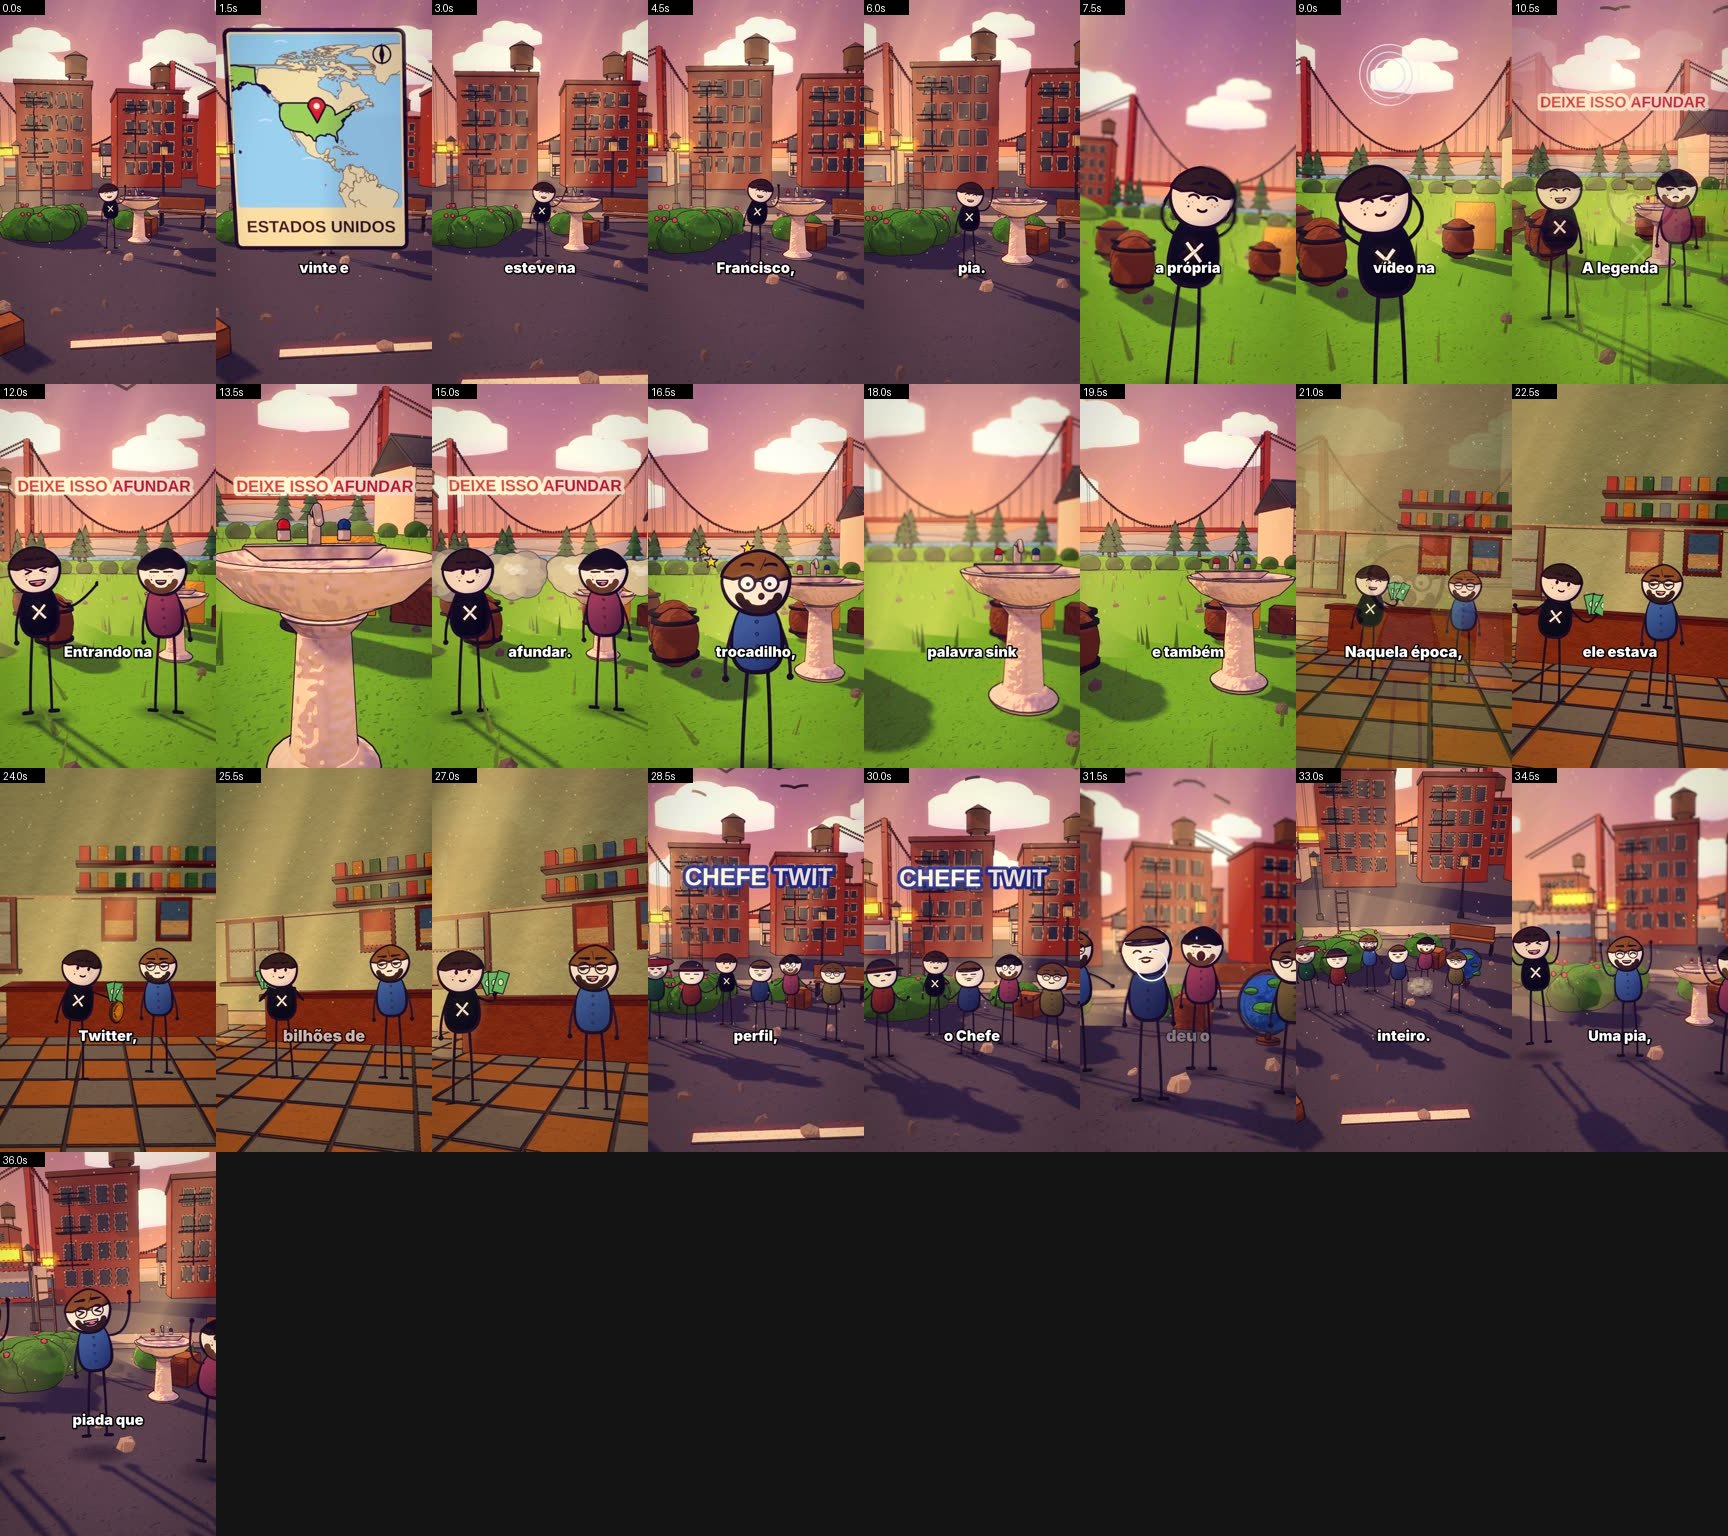 0.0s
1.5s
ESTADOS UNIDOS
vinte e
3.0s
esteve na
4.5s
Francisco,
6.0s
pia.
7.5s
a própria
9.0s
vídeo na
10.5s
DEIXE ISSO AFUNDAR
A legenda
12.0s
DEIXE ISSO AFUNDAR
Entrando na
13.5s
DEIXE ISSO AFUNDAR
15.0s
DEIXE ISSO AFUNDAR
afundar.
16.5s
trocadilho,
18.0s
palavra sink
19.5s
e também
21.0s
Naquela época,
22.5s
ele estava
24.0s
Twitter,
25.5s
bilhões de
27.0s
28.5s
CHEFE TWIT
perfil,
30.0s
CHEFE TWIT
o Chefe
31.5s
deu o
33.0s
inteiro.
34.5s
Uma pia,
36.0s
piada que